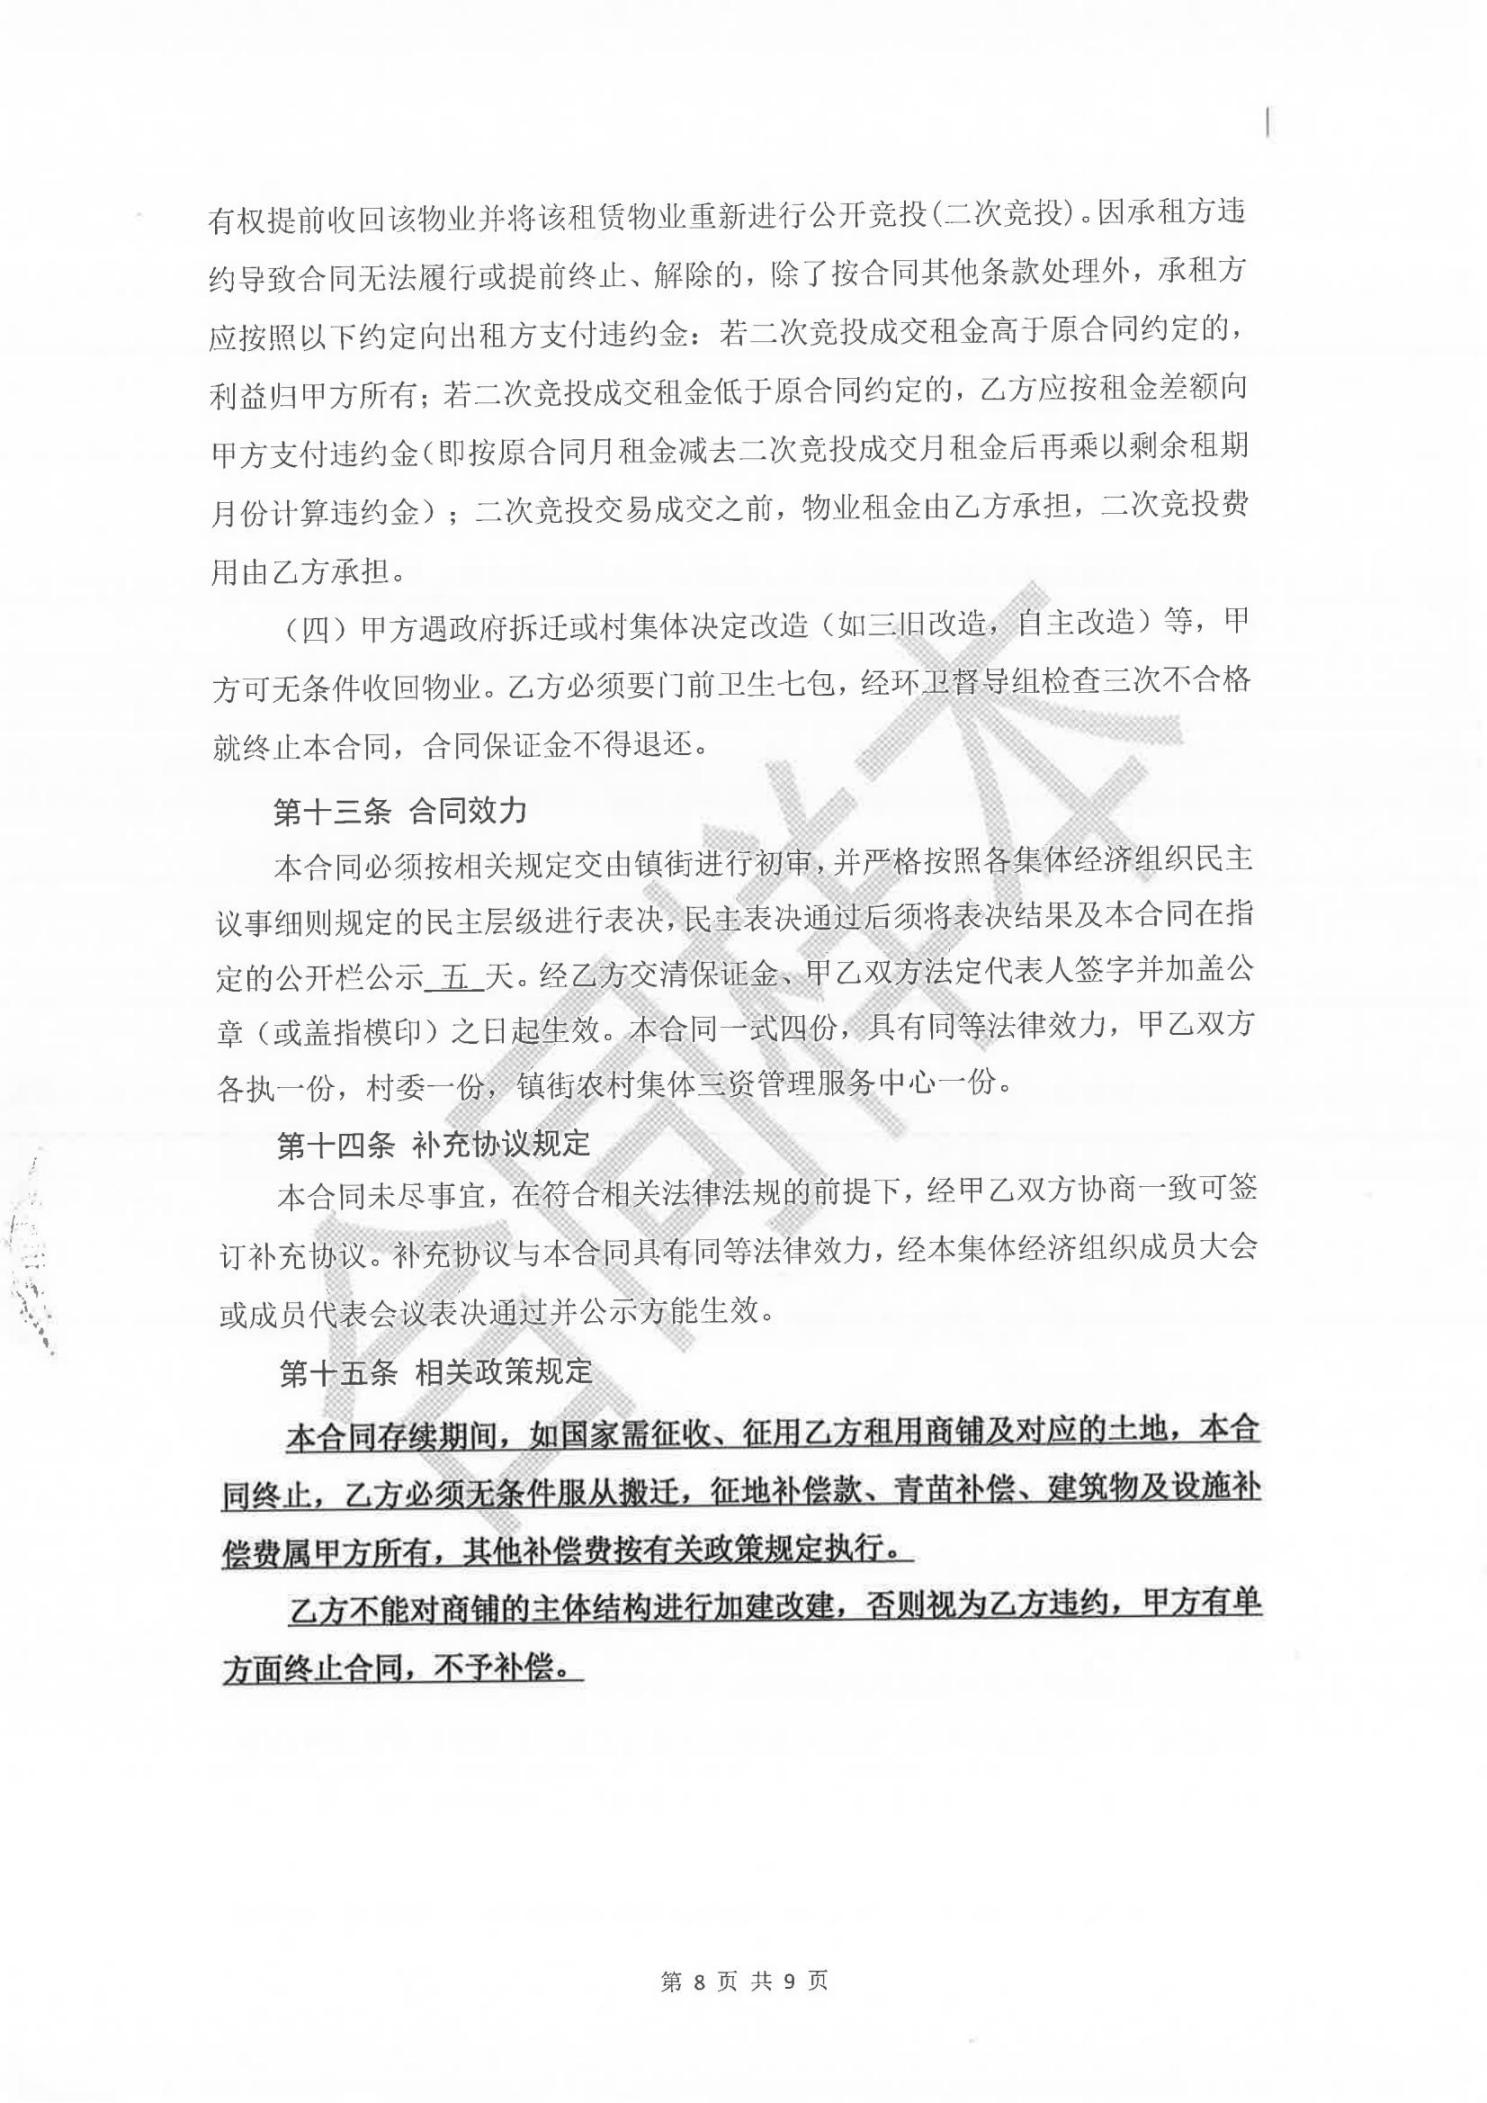 有权提前收回该物业并将该租赁物业重新进行公开竞投(二次竞投)。因承租方违
约导致合同无法履行或提前终止、解除的，除了按合同其他条款处理外，承租方
应按照以下约定向出租方支付违约金：若二次竞投成交租金高于原合同约定的，
利益归甲方所有；若二次竞投成交租金低于原合同约定的，乙方应按租金差额向
甲方支付违约金（即按原合同月租金减去二次竞投成交月租金后再乘以剩余租期
月份计算违约金）；二次竞投交易成交之前，物业租金由乙方承担，二次竞投费
用由乙方承担。
（四）甲方遇政府拆迁或村集体决定改造（如三旧改造，自主改造）等，甲
方可无条件收回物业。乙方必须要门前卫生七包，经环卫督导组检查三次不合格
就终止本合同，合同保证金不得退还。
第十三条 合同效力
本合同必须按相关规定交由镇街进行初审，并严格按照各集体经济组织民主
议事细则规定的民主层级进行表决，民主表决通过后须将表决结果及本合同在指
定的公开栏公示 五 天。经乙方交清保证金、甲乙双方法定代表人签字并加盖公
章（或盖指模印）之日起生效。本合同一式四份，具有同等法律效力，甲乙双方
各执一份，村委一份，镇街农村集体三资管理服务中心一份。
第十四条 补充协议规定
本合同未尽事宜，在符合相关法律法规的前提下，经甲乙双方协商一致可签
订补充协议。补充协议与本合同具有同等法律效力，经本集体经济组织成员大会
或成员代表会议表决通过并公示方能生效。
第十五条 相关政策规定
本合同存续期间，如国家需征收、征用乙方租用商铺及对应的土地，本合
同终止，乙方必须无条件服从搬迁，征地补偿款、青苗补偿、建筑物及设施补
偿费属甲方所有，其他补偿费按有关政策规定执行。
乙方不能对商铺的主体结构进行加建改建，否则视为乙方违约，甲方有单
方面终止合同，不予补偿。
合同样本
第 8 页 共 9 页